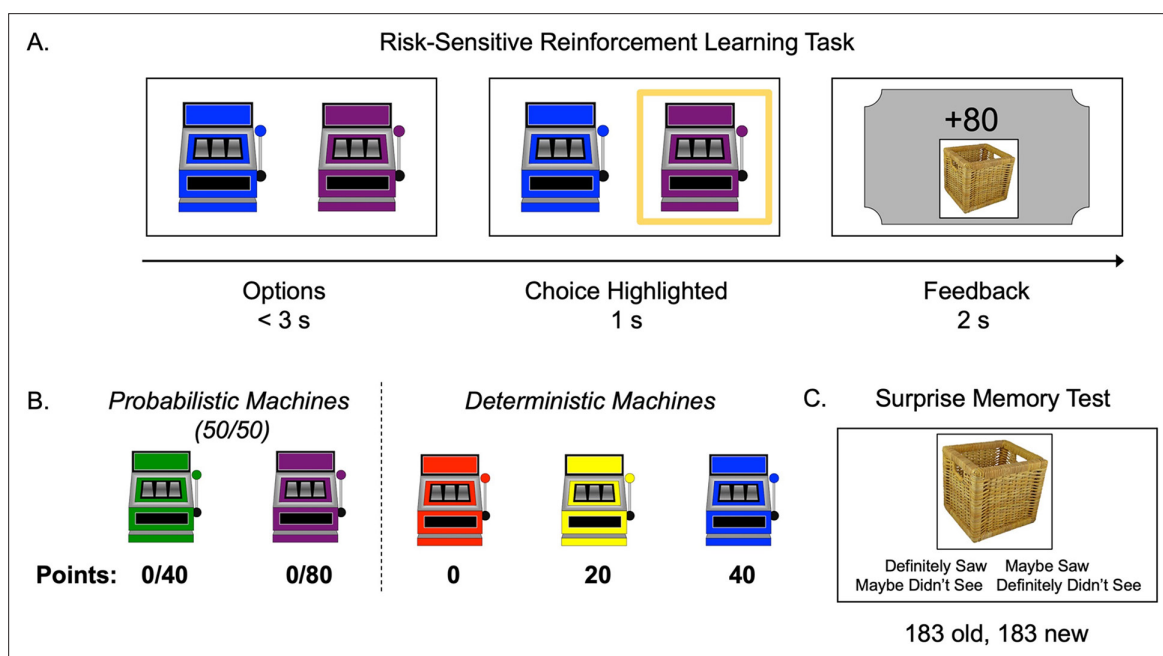 A.
Risk-Sensitive Reinforcement Learning Task
+80
Options
< 3 s
Choice Highlighted
1 s
Feedback
2 s
B.
Probabilistic Machines
(50/50)
Deterministic Machines
Points: 0/40 0/80 0 20 40
C.
Surprise Memory Test
Definitely Saw Maybe Saw
Maybe Didn't See Definitely Didn't See
183 old, 183 new